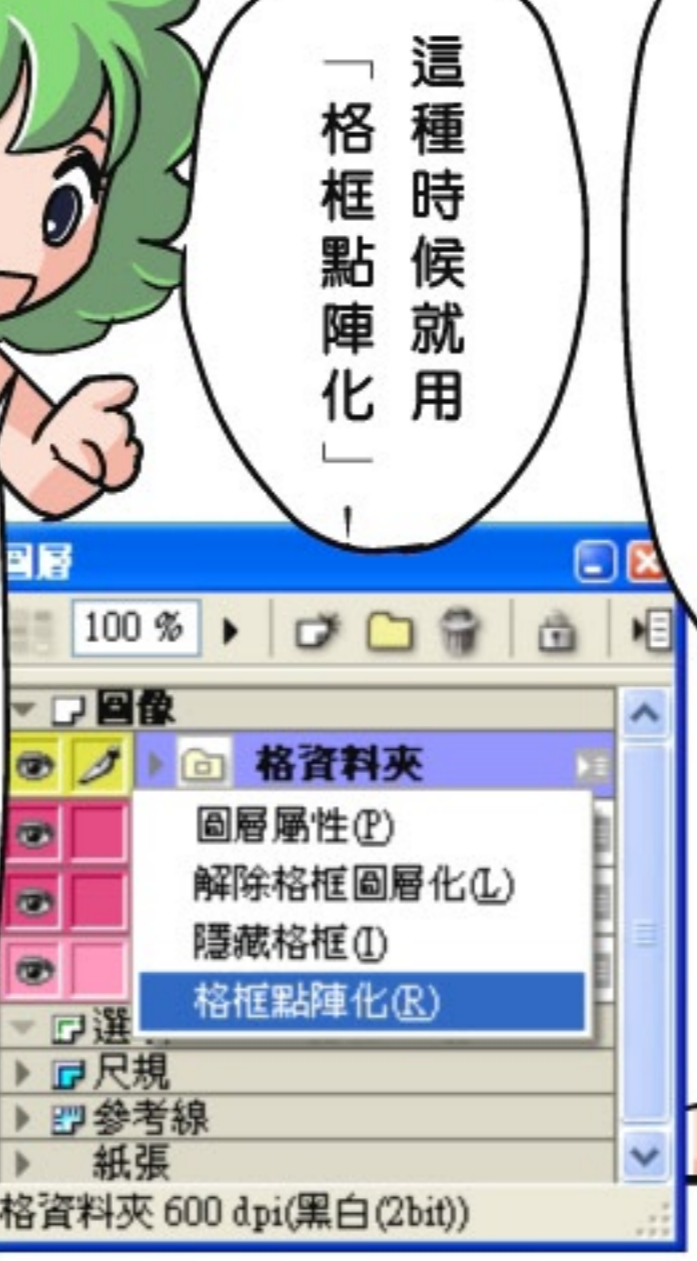 這種時候就用
「格框點陣化」！
圖層
100 %
圖像
格資料夾
圖層屬性(P)
解除格框圖層化(L)
隱藏格框(I)
格框點陣化(R)
選
尺規
參考線
紙張
格資料夾 600 dpi(黑白(2bit))